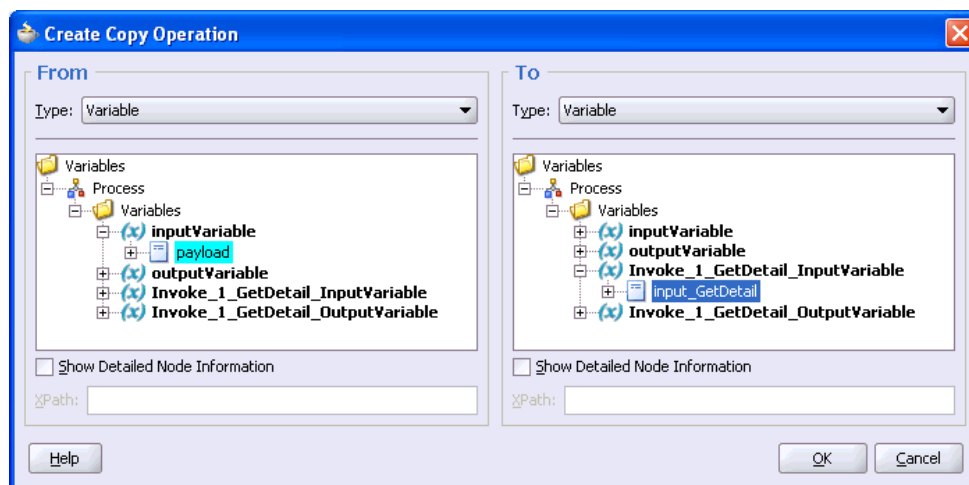 Create Copy Operation
From
Type: Variable
Variables
Process
Variables
(x) inputVariable
payload
(x) outputVariable
(x) Invoke_1_GetDetail_InputVariable
(x) Invoke_1_GetDetail_OutputVariable
Show Detailed Node Information
XPath:
To
Type: Variable
Variables
Process
Variables
(x) inputVariable
(x) outputVariable
(x) Invoke_1_GetDetail_InputVariable
input_GetDetail
(x) Invoke_1_GetDetail_OutputVariable
Show Detailed Node Information
XPath:
Help
OK
Cancel